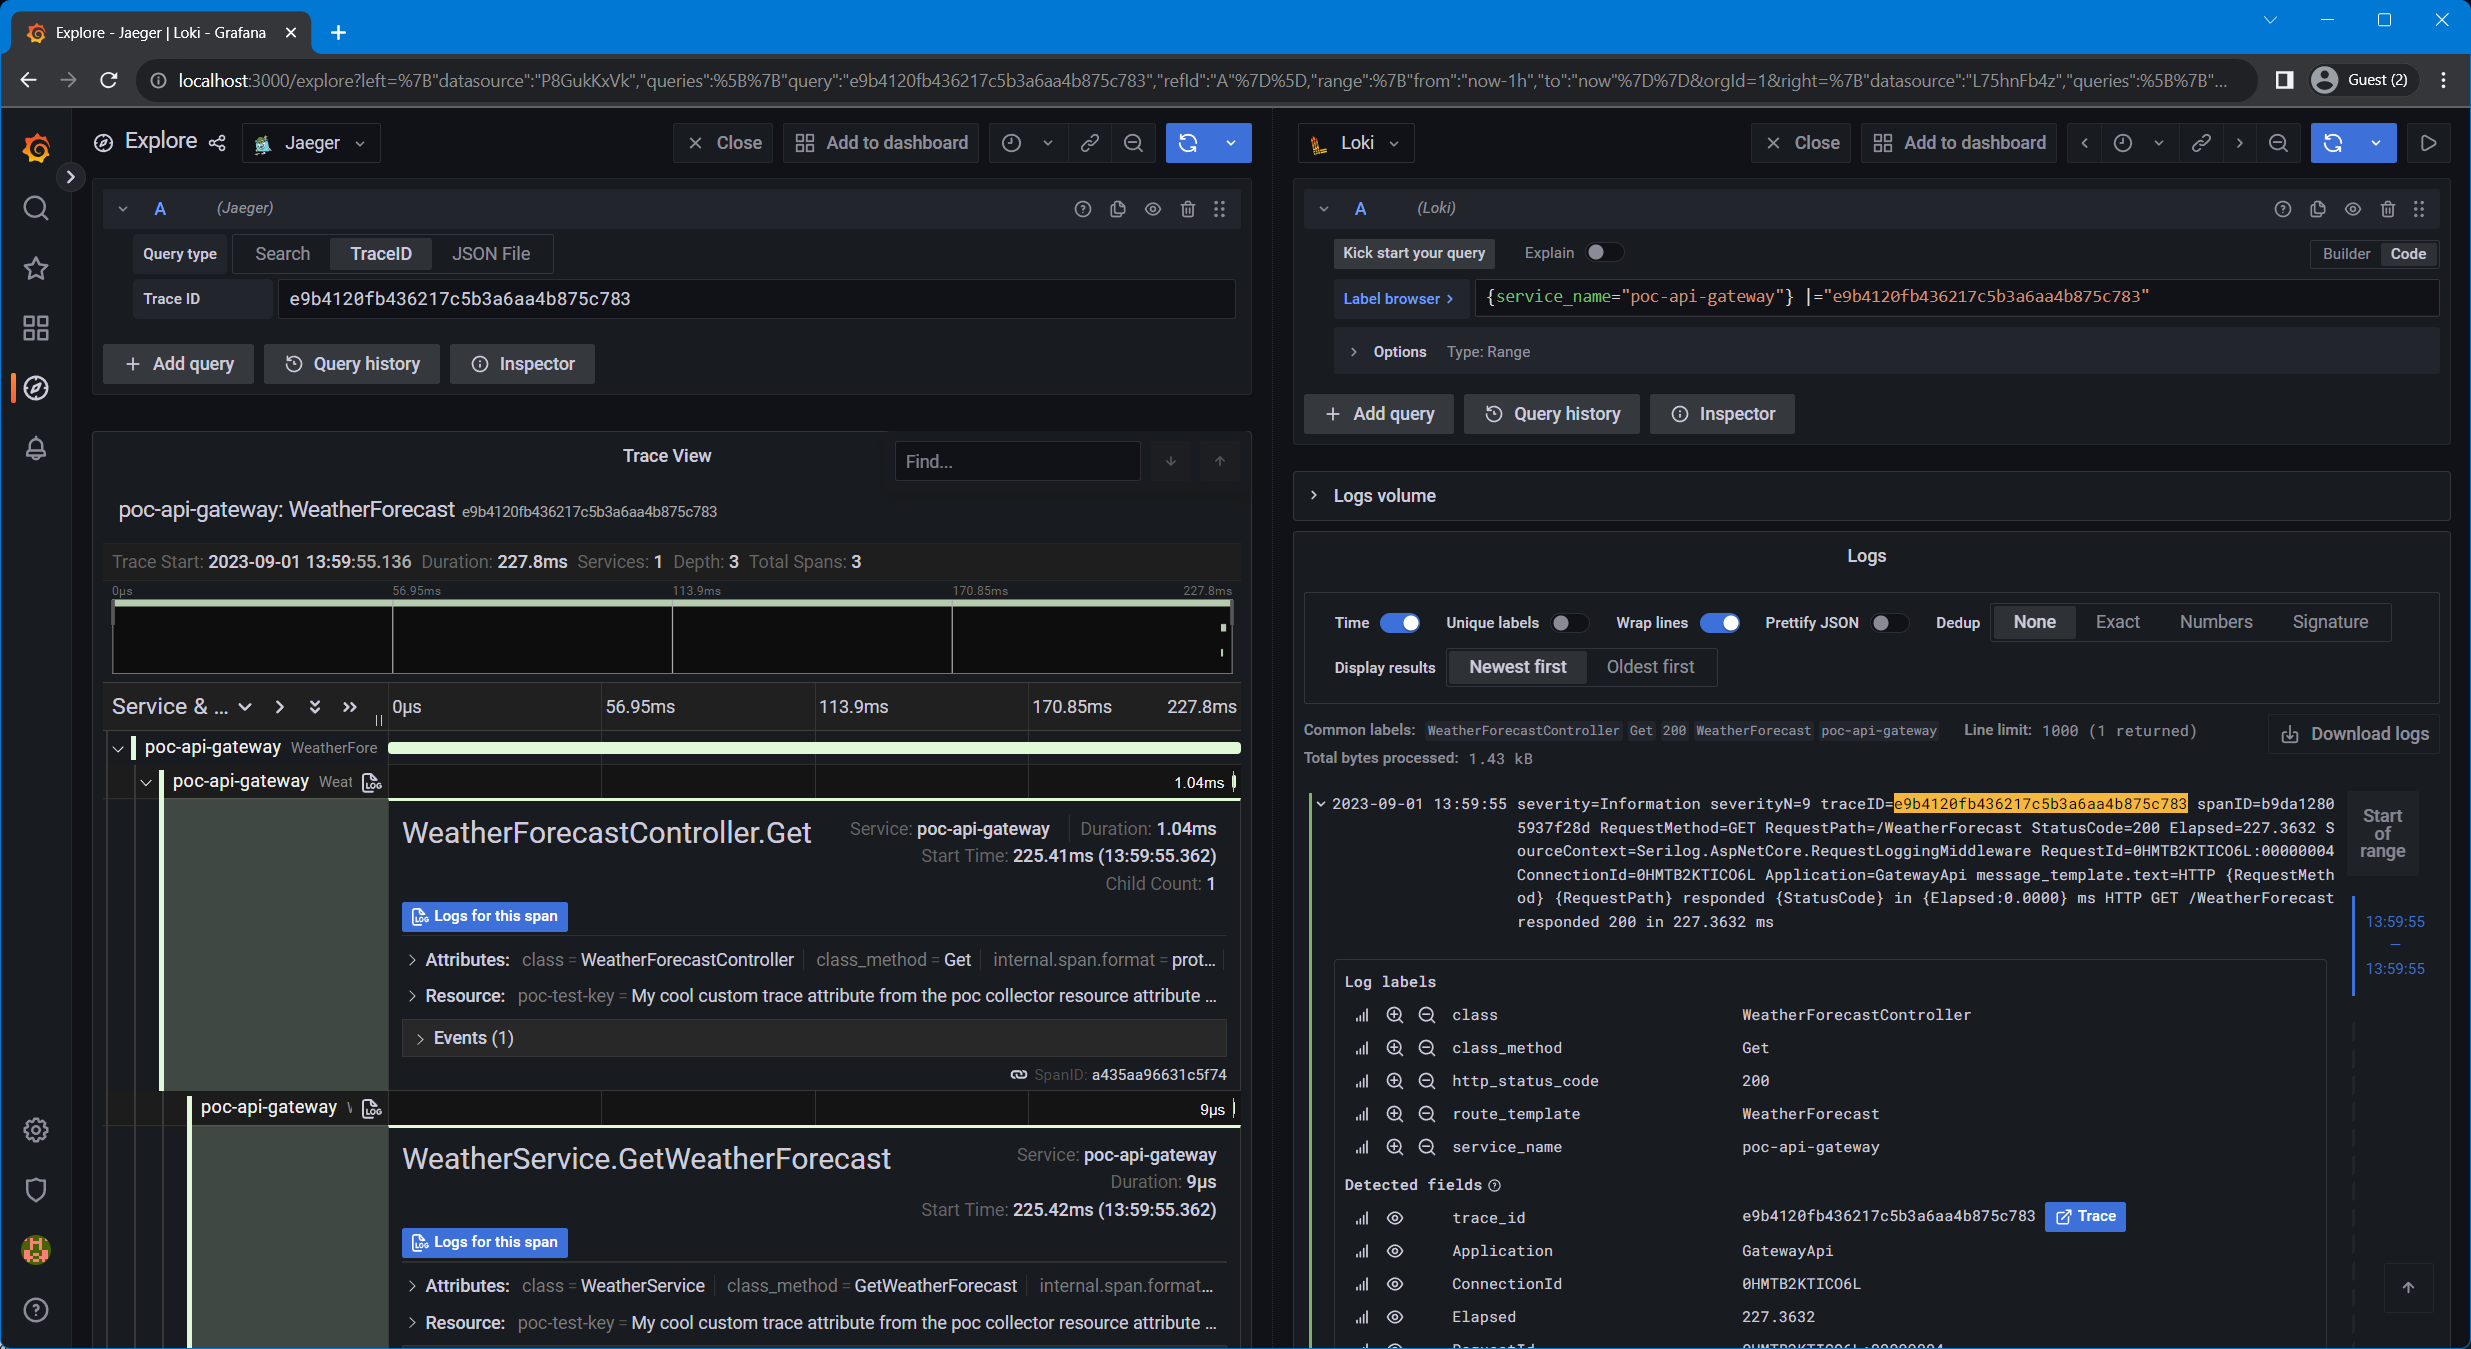 Explore - Jaeger | Loki - Grafana
localhost:3000/explore?left=%7B"datasource":"P8GukKxVk","queries":%5B%7B"query":"e9b4120fb436217c5b3a6aa4b875c783","refId":"A"%7D%5D,"range":%7B"from":"now-1h","to":"now"%7D%7D&orgId=1&right=%7B"datasource":"L75hnFb4z","queries":%5B%7B"...
Guest (2)
Explore
Jaeger
Close
Add to dashboard
A (Jaeger)
Query type Search TraceID JSON File
Trace ID e9b4120fb436217c5b3a6aa4b875c783
Add query Query history Inspector
Trace View
Find...
poc-api-gateway: WeatherForecast e9b4120fb436217c5b3a6aa4b875c783
Trace Start: 2023-09-01 13:59:55.136 Duration: 227.8ms Services: 1 Depth: 3 Total Spans: 3
0μs 56.95ms 113.9ms 170.85ms 227.8ms
Service & ... 0μs 56.95ms 113.9ms 170.85ms 227.8ms
poc-api-gateway WeatherFore
poc-api-gateway Weat LOG 1.04ms
WeatherForecastController.Get Service: poc-api-gateway Duration: 1.04ms
Start Time: 225.41ms (13:59:55.362)
Child Count: 1
LOG Logs for this span
Attributes: class = WeatherForecastController class_method = Get internal.span.format = prot...
Resource: poc-test-key = My cool custom trace attribute from the poc collector resource attribute ...
Events (1)
SpanID: a435aa96631c5f74
poc-api-gateway LOG 9μs
WeatherService.GetWeatherForecast Service: poc-api-gateway
Duration: 9μs
Start Time: 225.42ms (13:59:55.362)
LOG Logs for this span
Attributes: class = WeatherService class_method = GetWeatherForecast internal.span.format...
Resource: poc-test-key = My cool custom trace attribute from the poc collector resource attribute ...
Loki
Close
Add to dashboard
A (Loki)
Kick start your query Explain Builder Code
Label browser {service_name="poc-api-gateway"} |="e9b4120fb436217c5b3a6aa4b875c783"
Options Type: Range
Add query Query history Inspector
Logs volume
Logs
Time Unique labels Wrap lines Prettify JSON Dedup None Exact Numbers Signature
Display results Newest first Oldest first
Common labels: WeatherForecastController Get 200 WeatherForecast poc-api-gateway Line limit: 1000 (1 returned)
Download logs
Total bytes processed: 1.43 kB
2023-09-01 13:59:55 severity=Information severityN=9 traceID=e9b4120fb436217c5b3a6aa4b875c783 spanID=b9da1280
5937f28d RequestMethod=GET RequestPath=/WeatherForecast StatusCode=200 Elapsed=227.3632 S
ourceContext=Serilog.AspNetCore.RequestLoggingMiddleware RequestId=0HMTB2KTICO6L:00000004
ConnectionId=0HMTB2KTICO6L Application=GatewayApi message_template.text=HTTP {RequestMeth
od} {RequestPath} responded {StatusCode} in {Elapsed:0.0000} ms HTTP GET /WeatherForecast
responded 200 in 227.3632 ms
Start
of
range
13:59:55
—
13:59:55
Log labels
class WeatherForecastController
class_method Get
http_status_code 200
route_template WeatherForecast
service_name poc-api-gateway
Detected fields
trace_id e9b4120fb436217c5b3a6aa4b875c783 Trace
Application GatewayApi
ConnectionId 0HMTB2KTICO6L
Elapsed 227.3632
RequestId 0HMTB2KTICO6L:00000004